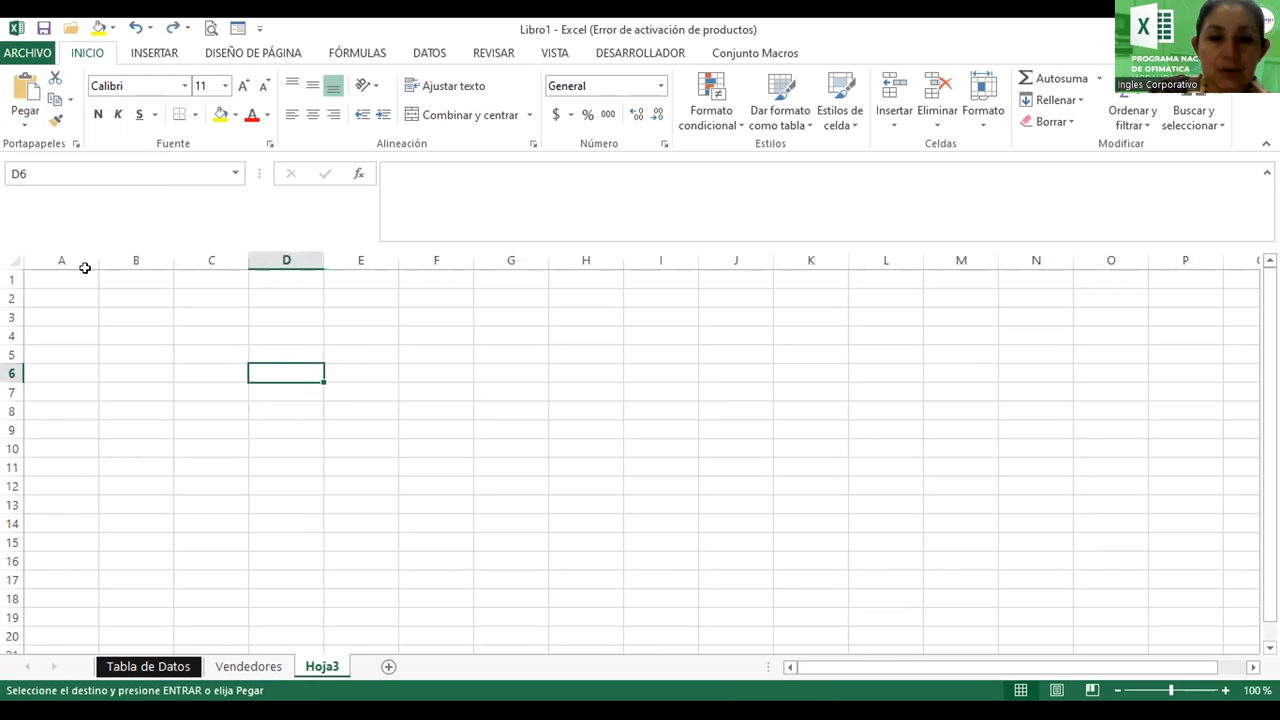 Libro1 - Excel (Error de activación de productos)
ARCHIVO INICIO INSERTAR DISEÑO DE PÁGINA FÓRMULAS DATOS REVISAR VISTA DESARROLLADOR Conjunto Macros
PROGRAMA NAC
DE OFIMÁTICA
Ingles Corporativo
Pegar
Calibri 11
N K S
Ajustar texto
Combinar y centrar
General
$ % 000
Formato condicional
Dar formato como tabla
Estilos de celda
Insertar Eliminar Formato
Autosuma
Rellenar
Borrar
Ordenar y filtrar
Buscar y seleccionar
Portapapeles Fuente Alineación Número Estilos Celdas Modificar
D6 fx
A B C D E F G H I J K L M N O P
1
2
3
4
5
6
7
8
9
10
11
12
13
14
15
16
17
18
19
20
Tabla de Datos Vendedores Hoja3
Seleccione el destino y presione ENTRAR o elija Pegar 100 %